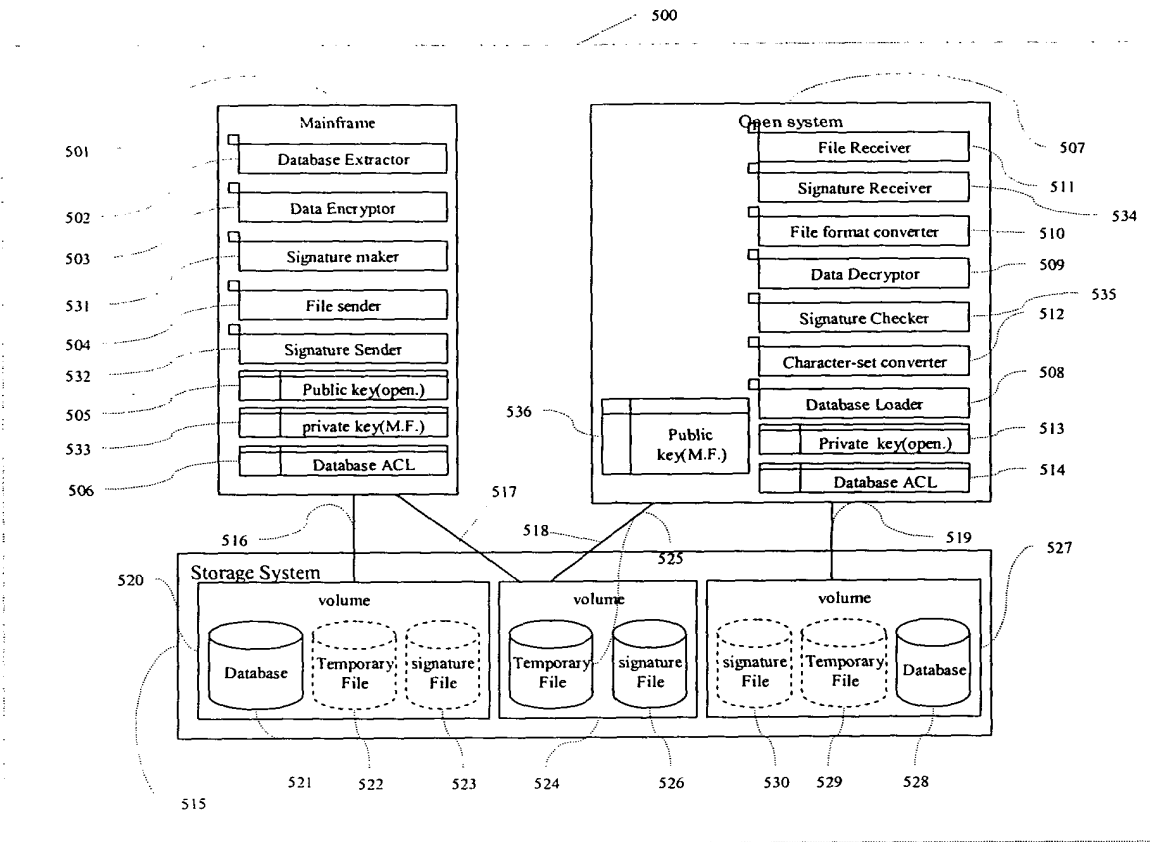 500
Mainframe
Database Extractor
Data Encryptor
Signature maker
File sender
Signature Sender
Public key(open.)
private key(M.F.)
Database ACL
501
502
503
531
504
532
505
533
506
Open system
File Receiver
Signature Receiver
File format converter
Data Decryptor
Signature Checker
Character-set converter
Database Loader
Private key(open.)
Database ACL
Public
key(M.F.)
536
507
511
534
510
509
535
512
508
513
514
516
517
518
525
519
527
520
Storage System
volume
Database
Temporary
File
signature
File
volume
Temporary
File
signature
File
volume
signature
File
Temporary
File
Database
521
522
523
524
526
530
529
528
515